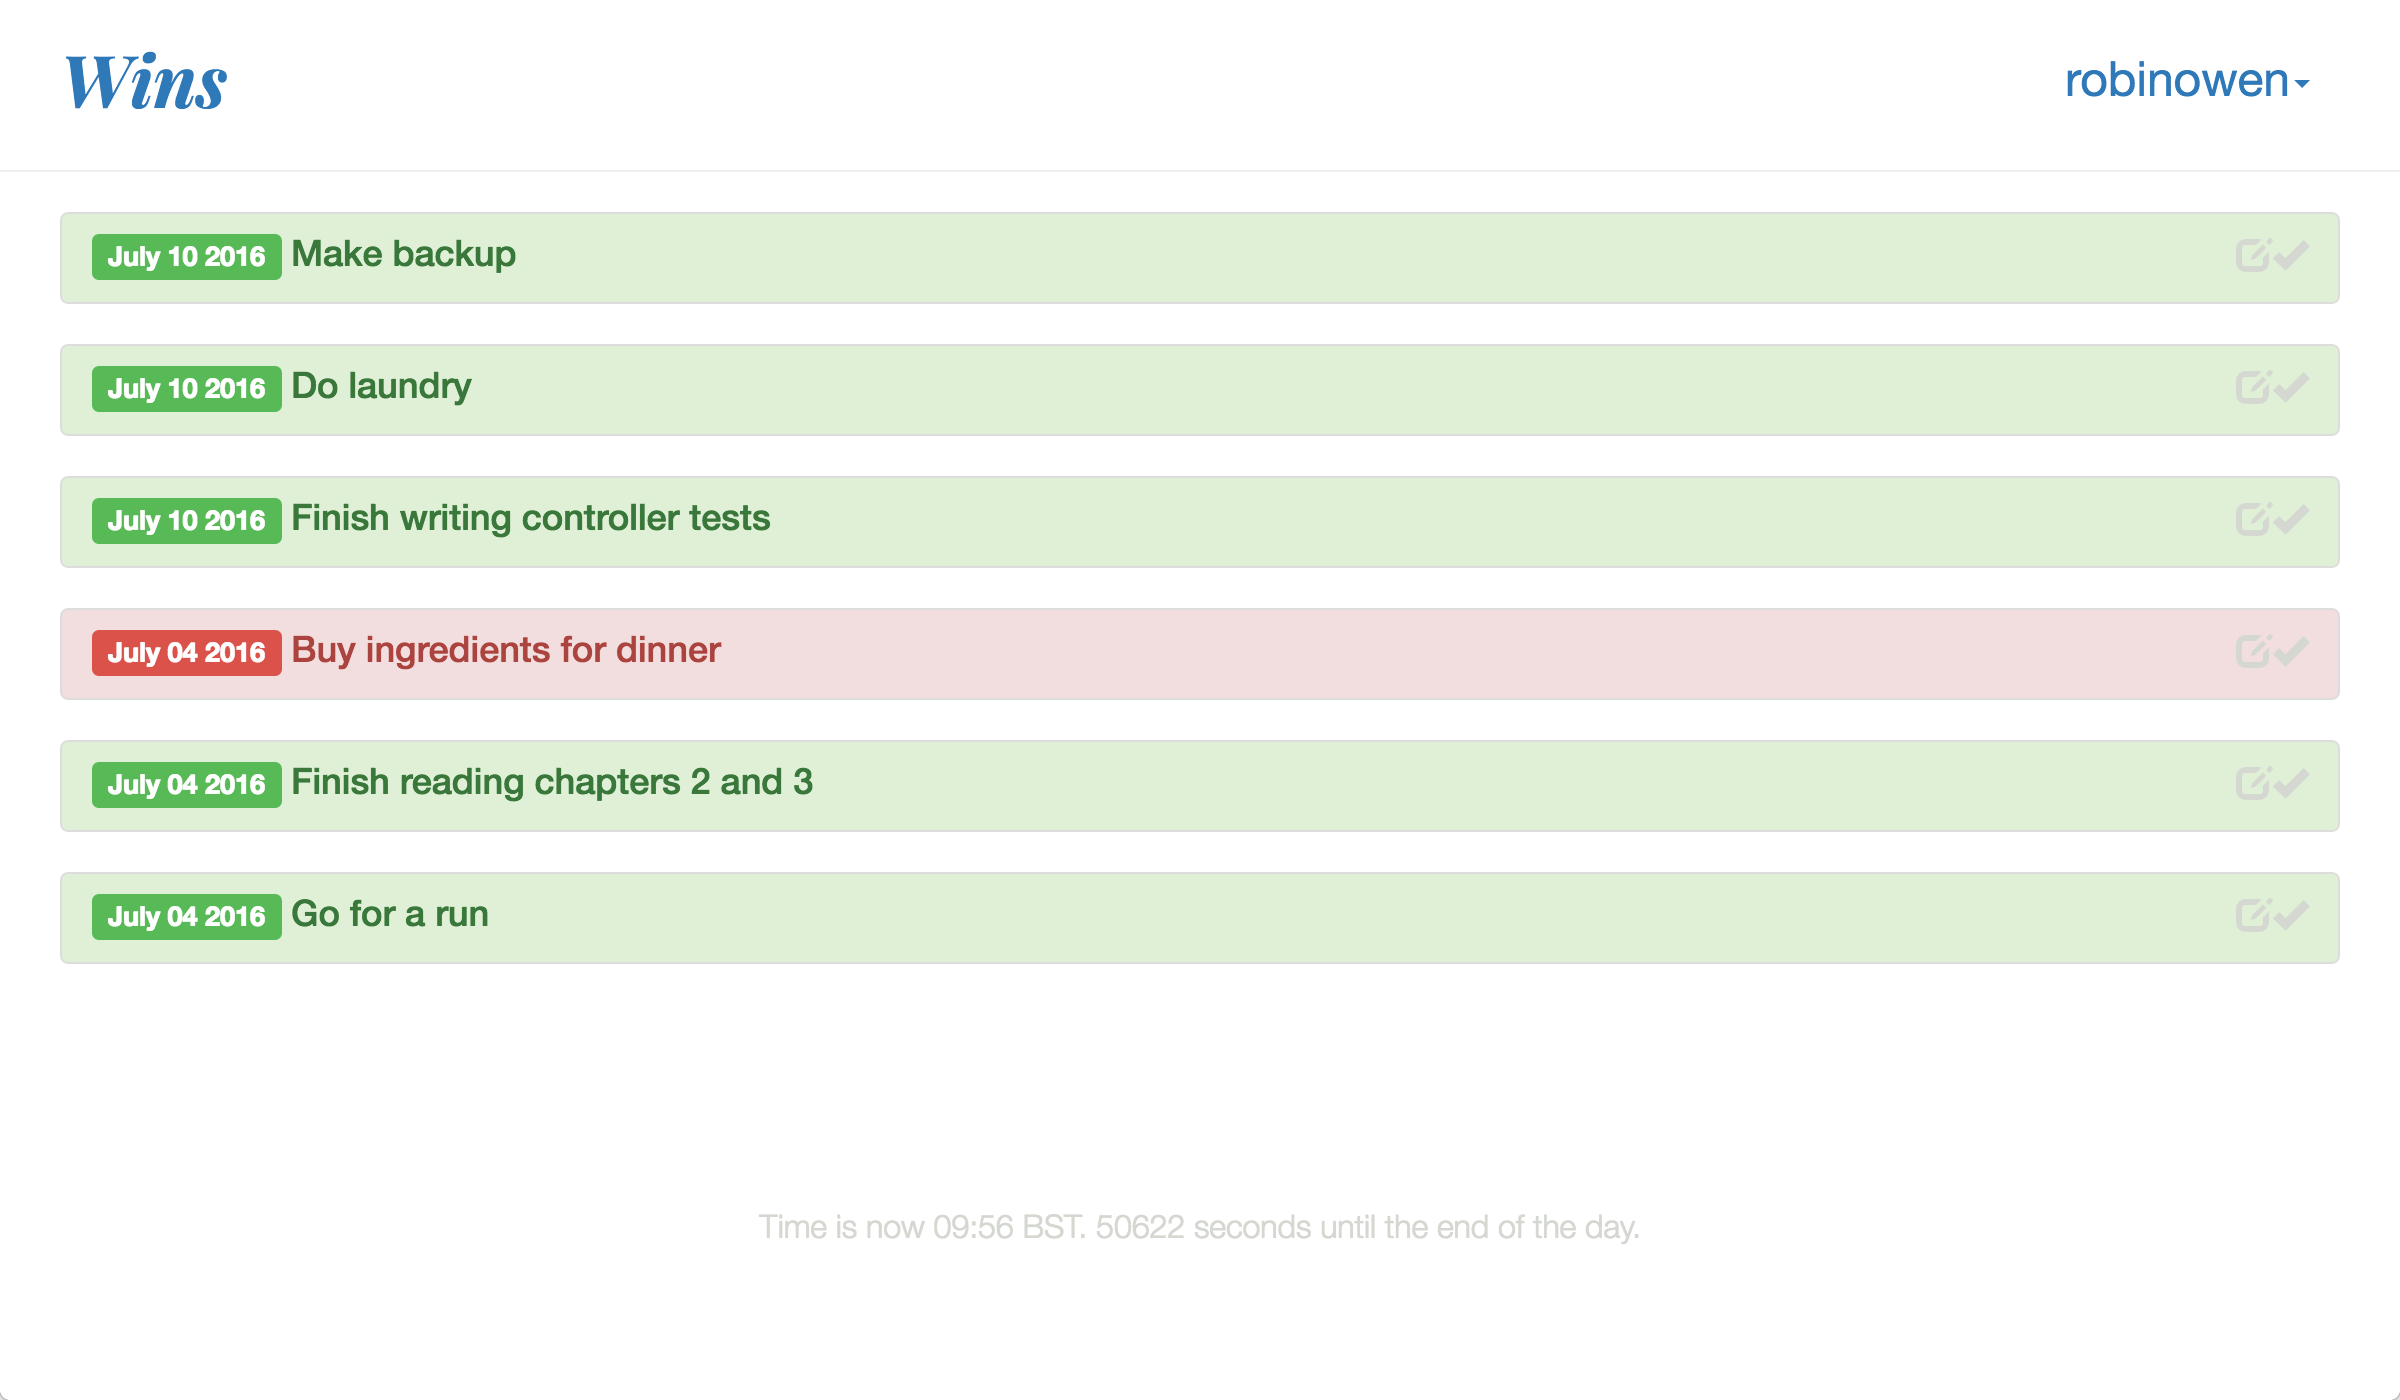 Wins
robinowen
July 10 2016 Make backup
July 10 2016 Do laundry
July 10 2016 Finish writing controller tests
July 04 2016 Buy ingredients for dinner
July 04 2016 Finish reading chapters 2 and 3
July 04 2016 Go for a run
Time is now 09:56 BST. 50622 seconds until the end of the day.